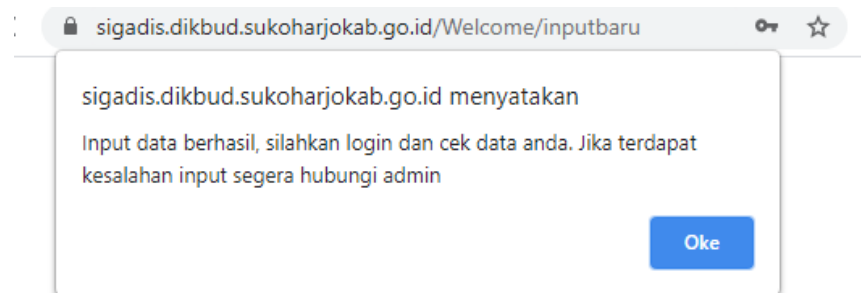 sigadis.dikbud.sukoharjokab.go.id/Welcome/inputbaru
sigadis.dikbud.sukoharjokab.go.id menyatakan
Input data berhasil, silahkan login dan cek data anda. Jika terdapat
kesalahan input segera hubungi admin
Oke